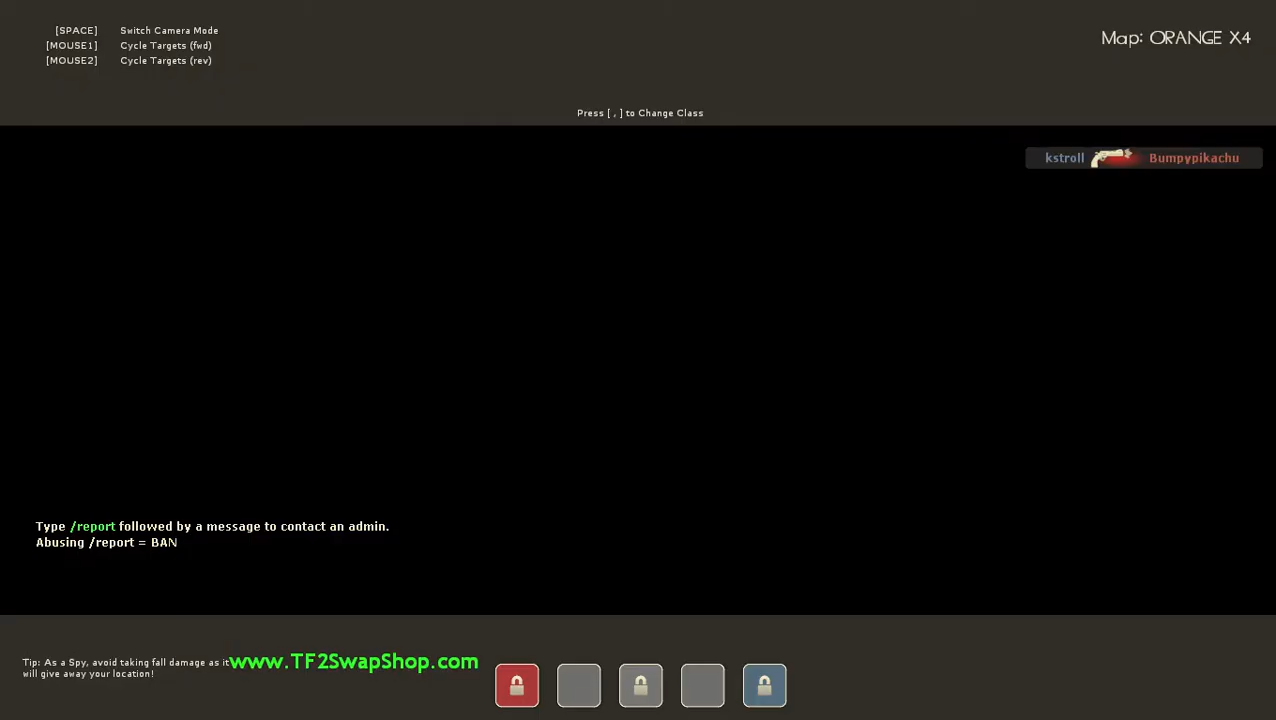 [SPACE] Switch Camera Mode
[MOUSE1] Cycle Targets (fwd)
[MOUSE2] Cycle Targets (rev)
Map: ORANGE X4
Press [ , ] to Change Class
kstroll Bumpypikachu
Type /report followed by a message to contact an admin.
Abusing /report = BAN
Tip: As a Spy, avoid taking fall damage as it
will give away your location!
www.TF2SwapShop.com